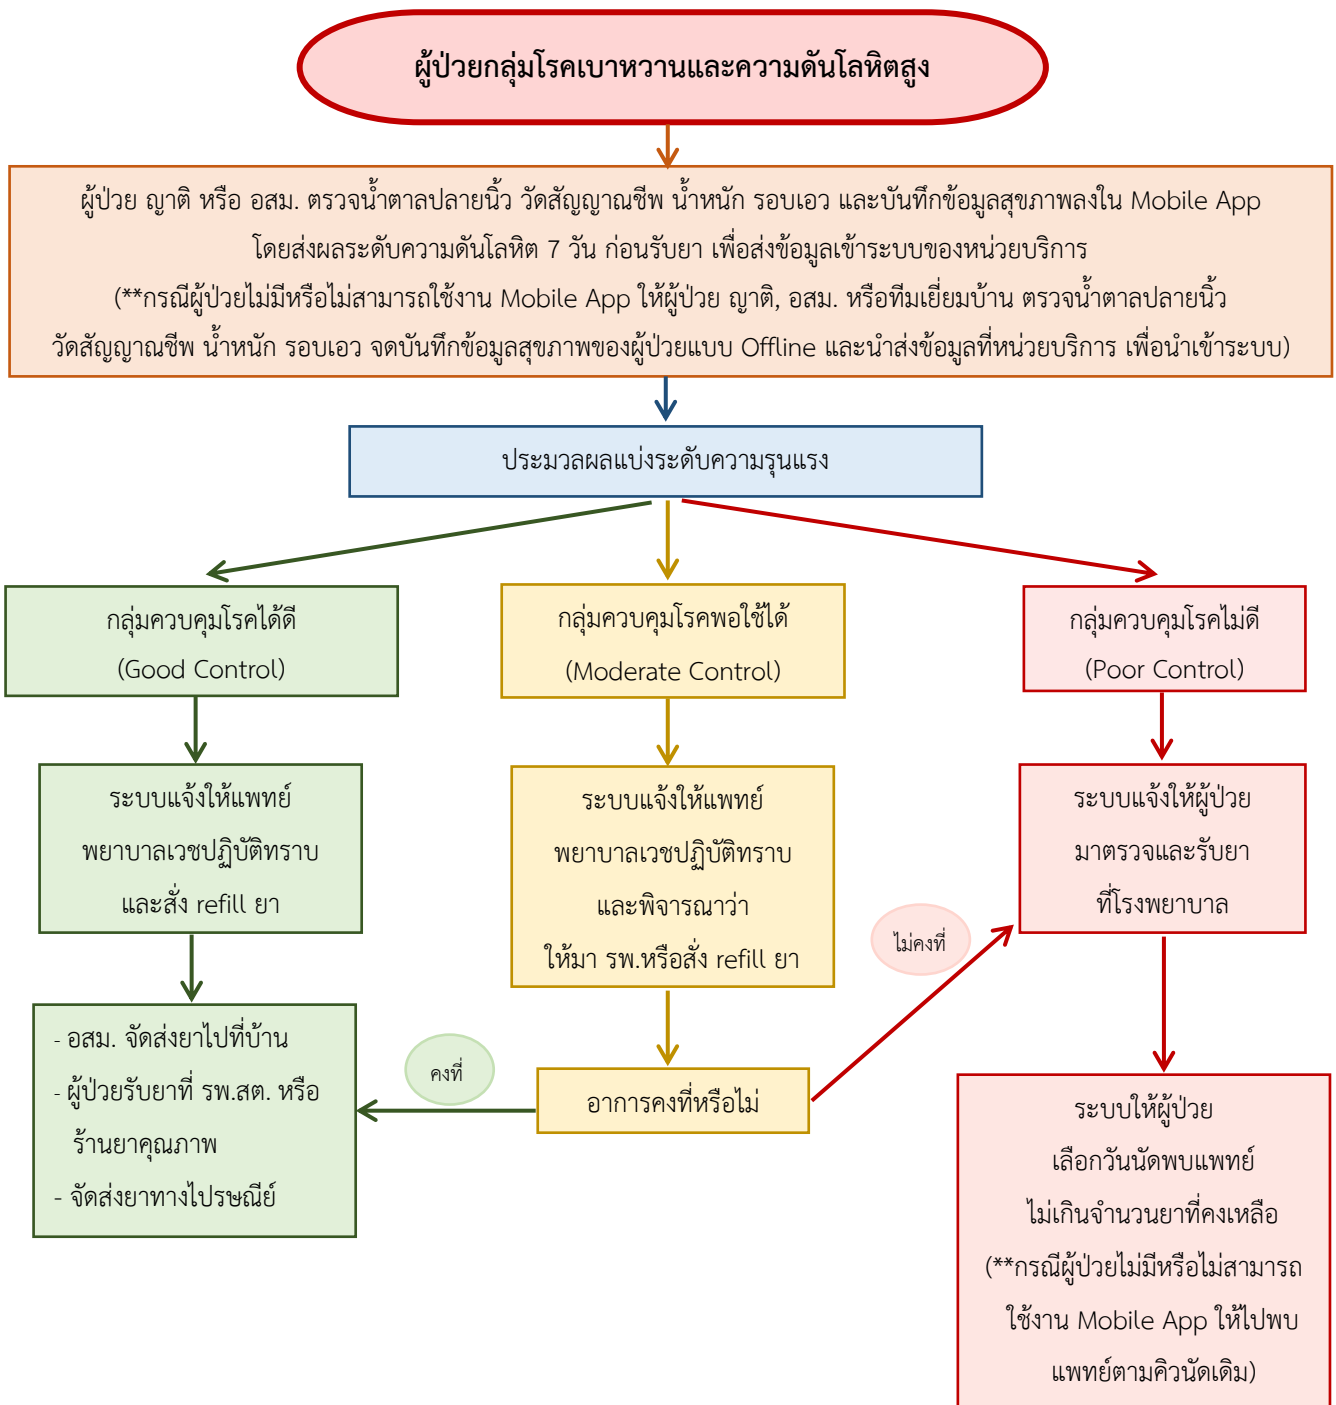 ผู้ป่วยกลุ่มโรคเบาหวานและความดันโลหิตสูง
ผู้ป่วย ญาติ หรือ อสม. ตรวจน้ำตาลปลายนิ้ว วัดสัญญาณชีพ น้ำหนัก รอบเอว และบันทึกข้อมูลสุขภาพลงใน Mobile App
โดยส่งผลระดับความดันโลหิต 7 วัน ก่อนรับยา เพื่อส่งข้อมูลเข้าระบบของหน่วยบริการ
(**กรณีผู้ป่วยไม่มีหรือไม่สามารถใช้งาน Mobile App ให้ผู้ป่วย ญาติ, อสม. หรือทีมเยี่ยมบ้าน ตรวจน้ำตาลปลายนิ้ว
วัดสัญญาณชีพ น้ำหนัก รอบเอว จดบันทึกข้อมูลสุขภาพของผู้ป่วยแบบ Offline และนำส่งข้อมูลที่หน่วยบริการ เพื่อนำเข้าระบบ)
ประมวลผลแบ่งระดับความรุนแรง
กลุ่มควบคุมโรคได้ดี
(Good Control)
กลุ่มควบคุมโรคพอใช้ได้
(Moderate Control)
กลุ่มควบคุมโรคไม่ดี
(Poor Control)
ระบบแจ้งให้แพทย์
พยาบาลเวชปฏิบัติทราบ
และสั่ง refill ยา
ระบบแจ้งให้แพทย์
พยาบาลเวชปฏิบัติทราบ
และพิจารณาว่า
ให้มา รพ.หรือสั่ง refill ยา
ระบบแจ้งให้ผู้ป่วย
มาตรวจและรับยา
ที่โรงพยาบาล
ไม่คงที่
- อสม. จัดส่งยาไปที่บ้าน
- ผู้ป่วยรับยาที่ รพ.สต. หรือ
ร้านยาคุณภาพ
- จัดส่งยาทางไปรษณีย์
คงที่
อาการคงที่หรือไม่
ระบบให้ผู้ป่วย
เลือกวันนัดพบแพทย์
ไม่เกินจำนวนยาที่คงเหลือ
(**กรณีผู้ป่วยไม่มีหรือไม่สามารถ
ใช้งาน Mobile App ให้ไปพบ
แพทย์ตามคิวนัดเดิม)